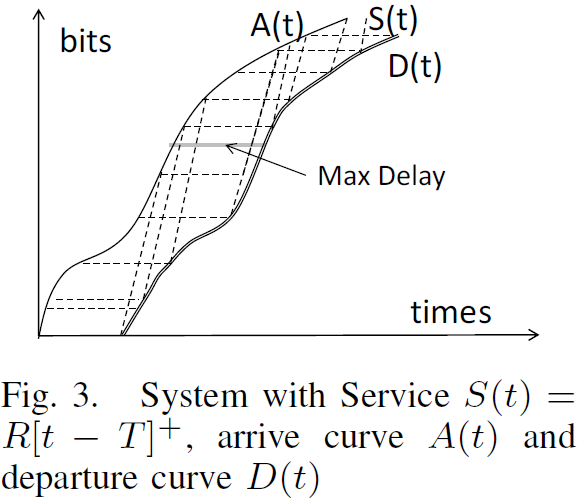 bits
A(t)
S(t)
D(t)
Max Delay
times
Fig. 3. System with Service S(t) =
R[t − T]⁺, arrive curve A(t) and
departure curve D(t)